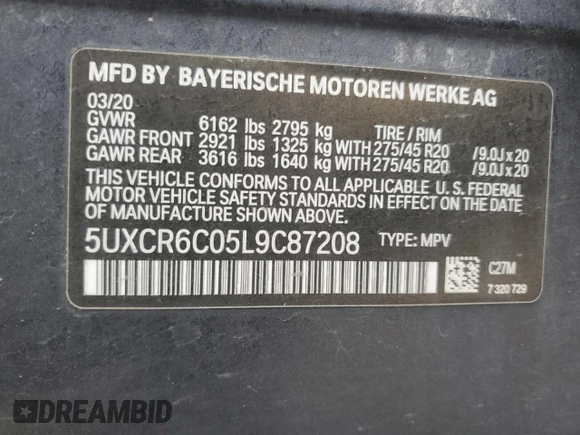 MFD BY BAYERISCHE MOTOREN WERKE AG
03/20
GVWR 6162 lbs 2795 kg TIRE / RIM
GAWR FRONT 2921 lbs 1325 kg WITH 275/45 R20 /9.0J x 20
GAWR REAR 3616 lbs 1640 kg WITH 275/45 R20 /9.0J x 20
THIS VEHICLE CONFORMS TO ALL APPLICABLE U. S. FEDERAL
MOTOR VEHICLE SAFETY STANDARDS IN EFFECT ON THE DATE
OF MANUFACTURE SHOWN ABOVE.
5UXCR6C05L9C87208 TYPE: MPV
C27M
7 320 729
DREAMBID